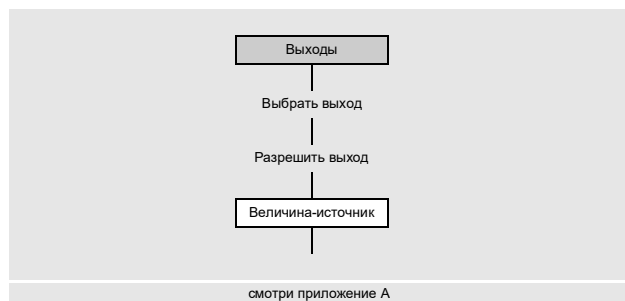 Выходы
Выбрать выход
Разрешить выход
Величина-источник
смотри приложение А